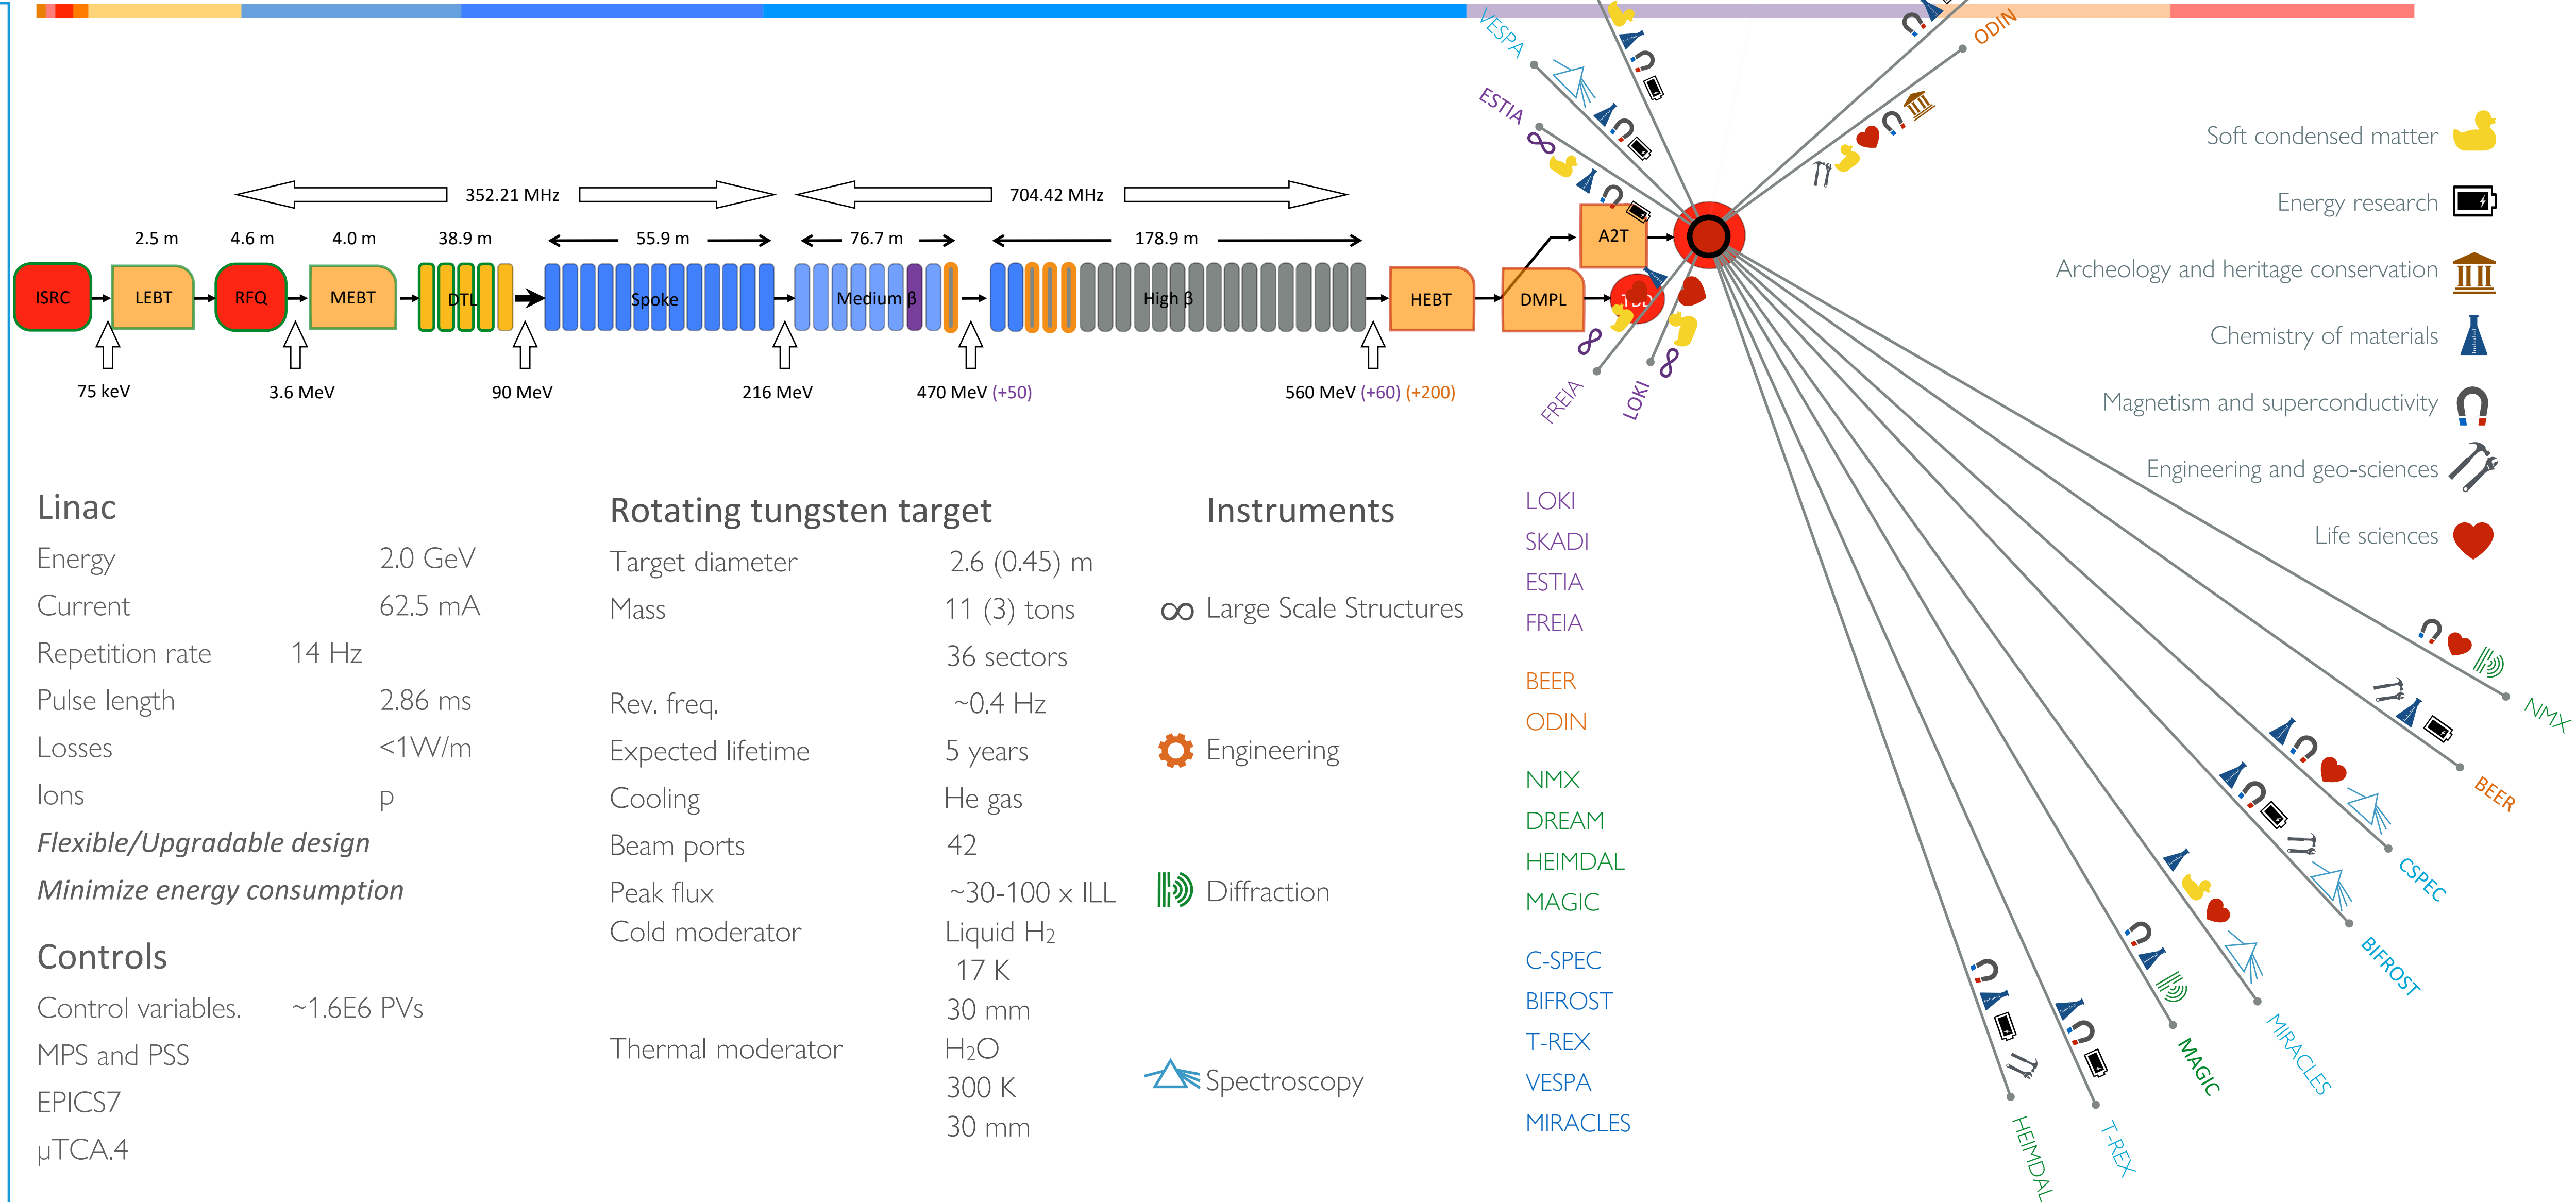 VESPA
ODIN
ESTIA
352.21 MHz
704.42 MHz
2.5 m
4.6 m
4.0 m
38.9 m
55.9 m
76.7 m
178.9 m
A2T
ISRC
LEBT
RFQ
MEBT
DTL
Spoke
Medium β
High β
HEBT
DMPL
TBD
75 keV
3.6 MeV
90 MeV
216 MeV
470 MeV (+50)
560 MeV (+60) (+200)
FREIA
LOKI
Soft condensed matter
Energy research
Archeology and heritage conservation
Chemistry of materials
Magnetism and superconductivity
Engineering and geo-sciences
Life sciences
NMX
BEER
CSPEC
BIFROST
MIRACLES
MAGIC
T-REX
HEIMDAL
Linac
Energy 2.0 GeV
Current 62.5 mA
Repetition rate 14 Hz
Pulse length 2.86 ms
Losses <1W/m
Ions p
Flexible/Upgradable design
Minimize energy consumption
Controls
Control variables. ~1.6E6 PVs
MPS and PSS
EPICS7
µTCA.4
Rotating tungsten target
Target diameter 2.6 (0.45) m
Mass 11 (3) tons
36 sectors
Rev. freq. ~0.4 Hz
Expected lifetime 5 years
Cooling He gas
Beam ports 42
Peak flux ~30-100 x ILL
Cold moderator Liquid H2
17 K
30 mm
Thermal moderator H2O
300 K
30 mm
Instruments
Large Scale Structures
Engineering
Diffraction
Spectroscopy
LOKI
SKADI
ESTIA
FREIA
BEER
ODIN
NMX
DREAM
HEIMDAL
MAGIC
C-SPEC
BIFROST
T-REX
VESPA
MIRACLES